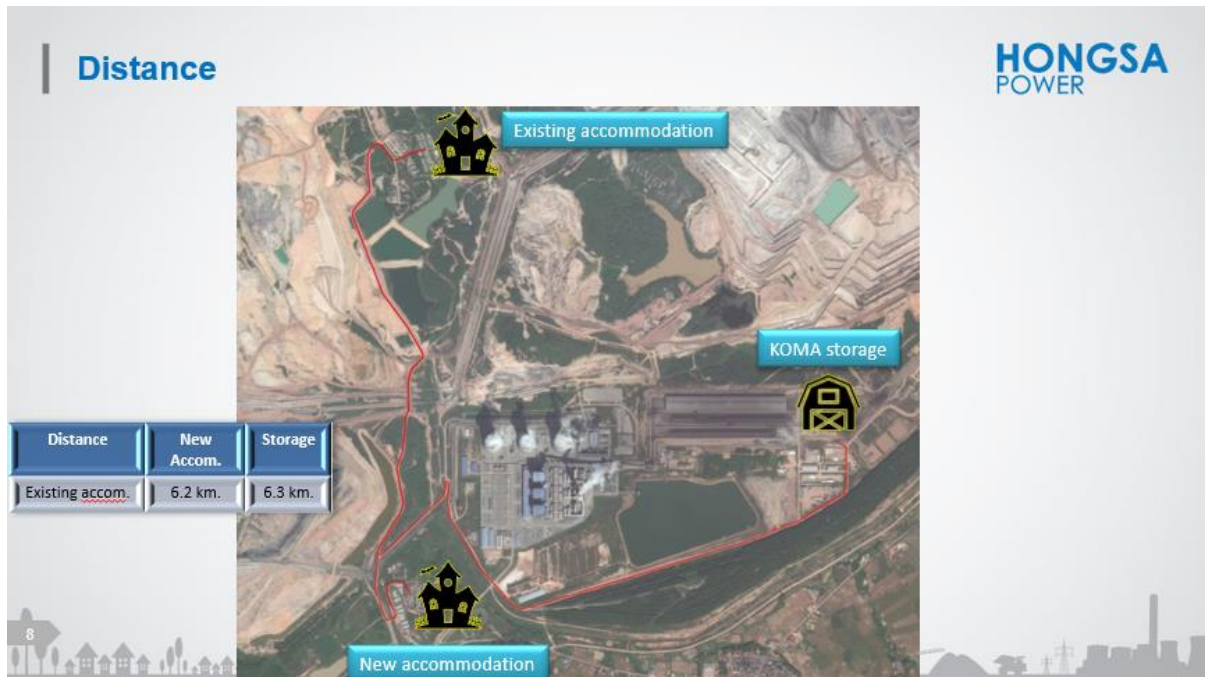 Distance
HONGSA
POWER
Existing accommodation
KOMA storage
Distance
New
Accom.
Storage
Existing accom.
6.2 km.
6.3 km.
New accommodation
8